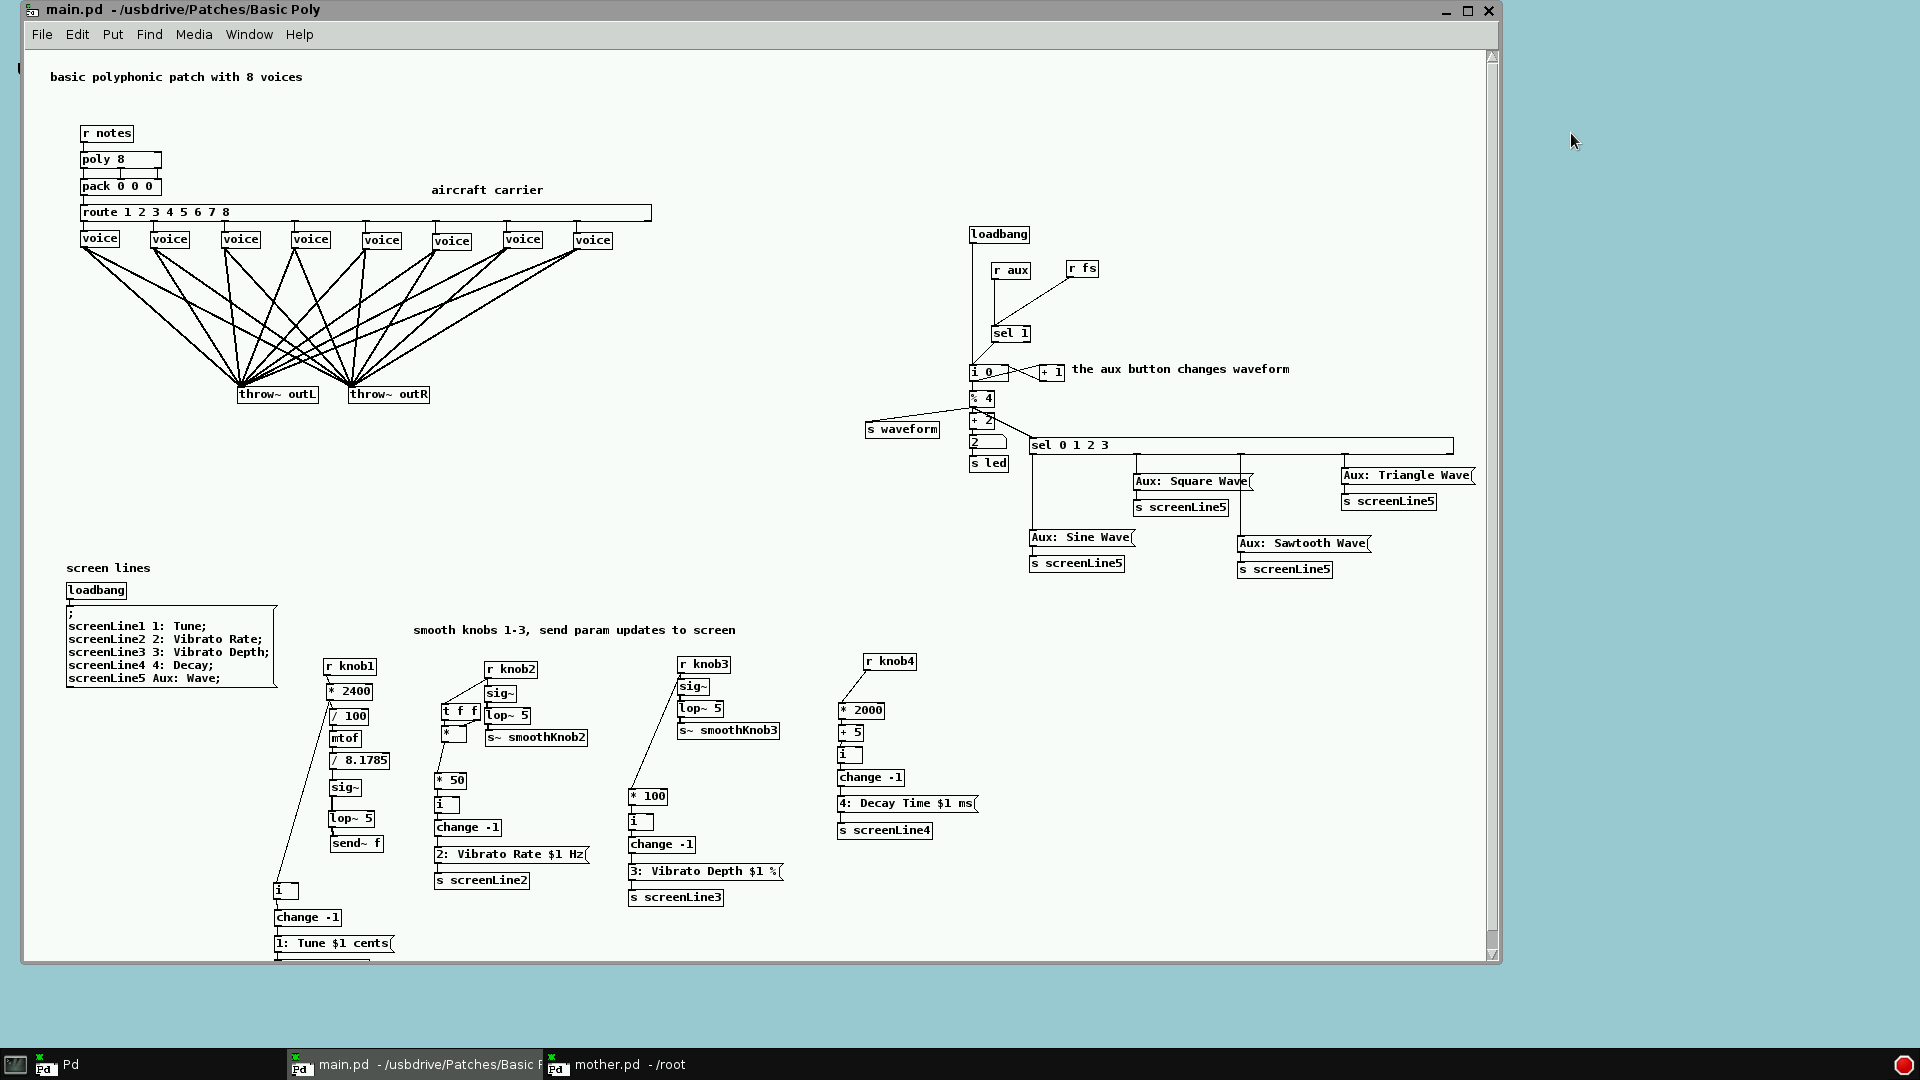 main.pd - /usbdrive/Patches/Basic Poly
File Edit Put Find Media Window Help
basic polyphonic patch with 8 voices
r notes
poly 8
pack 0 0 0
aircraft carrier
route 1 2 3 4 5 6 7 8
voice voice voice voice voice voice voice voice
throw~ outL throw~ outR
loadbang
r aux r fs
sel 1
i 0 + 1 the aux button changes waveform
% 4
+ 2
s waveform
2
s led
sel 0 1 2 3
Aux: Square Wave
s screenLine5
Aux: Triangle Wave
s screenLine5
Aux: Sine Wave
s screenLine5
Aux: Sawtooth Wave
s screenLine5
screen lines
loadbang
;
screenLine1 1: Tune;
screenLine2 2: Vibrato Rate;
screenLine3 3: Vibrato Depth;
screenLine4 4: Decay;
screenLine5 Aux: Wave;
smooth knobs 1-3, send param updates to screen
r knob1
* 2400
/ 100
mtof
/ 8.1785
sig~
lop~ 5
send~ f
i
change -1
1: Tune $1 cents
r knob2
sig~
t f f
lop~ 5
*
s~ smoothKnob2
* 50
i
change -1
2: Vibrato Rate $1 Hz
s screenLine2
r knob3
sig~
lop~ 5
s~ smoothKnob3
* 100
i
change -1
3: Vibrato Depth $1 %
s screenLine3
r knob4
* 2000
+ 5
i
change -1
4: Decay Time $1 ms
s screenLine4
Pd Pd
Pd main.pd - /usbdrive/Patches/Basic P
Pd mother.pd - /root